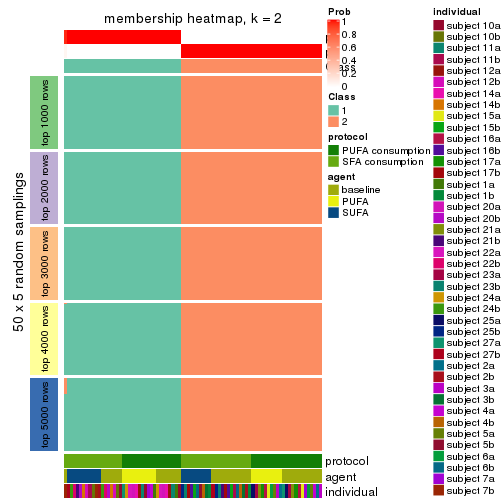 membership heatmap, k = 2
50 x 5 random samplings
top 1000 rows
top 2000 rows
top 3000 rows
top 4000 rows
top 5000 rows
protocol
agent
individual
Prob
1
0.8
0.6
0.4
0.2
0
Class
1
2
protocol
PUFA consumption
SFA consumption
agent
baseline
PUFA
SUFA
individual
subject 10a
subject 10b
subject 11a
subject 11b
subject 12a
subject 12b
subject 14a
subject 14b
subject 15a
subject 15b
subject 16a
subject 16b
subject 17a
subject 17b
subject 1a
subject 1b
subject 20a
subject 20b
subject 21a
subject 21b
subject 22a
subject 22b
subject 23a
subject 23b
subject 24a
subject 24b
subject 25a
subject 25b
subject 27a
subject 27b
subject 2a
subject 2b
subject 3a
subject 3b
subject 4a
subject 4b
subject 5a
subject 5b
subject 6a
subject 6b
subject 7a
subject 7b